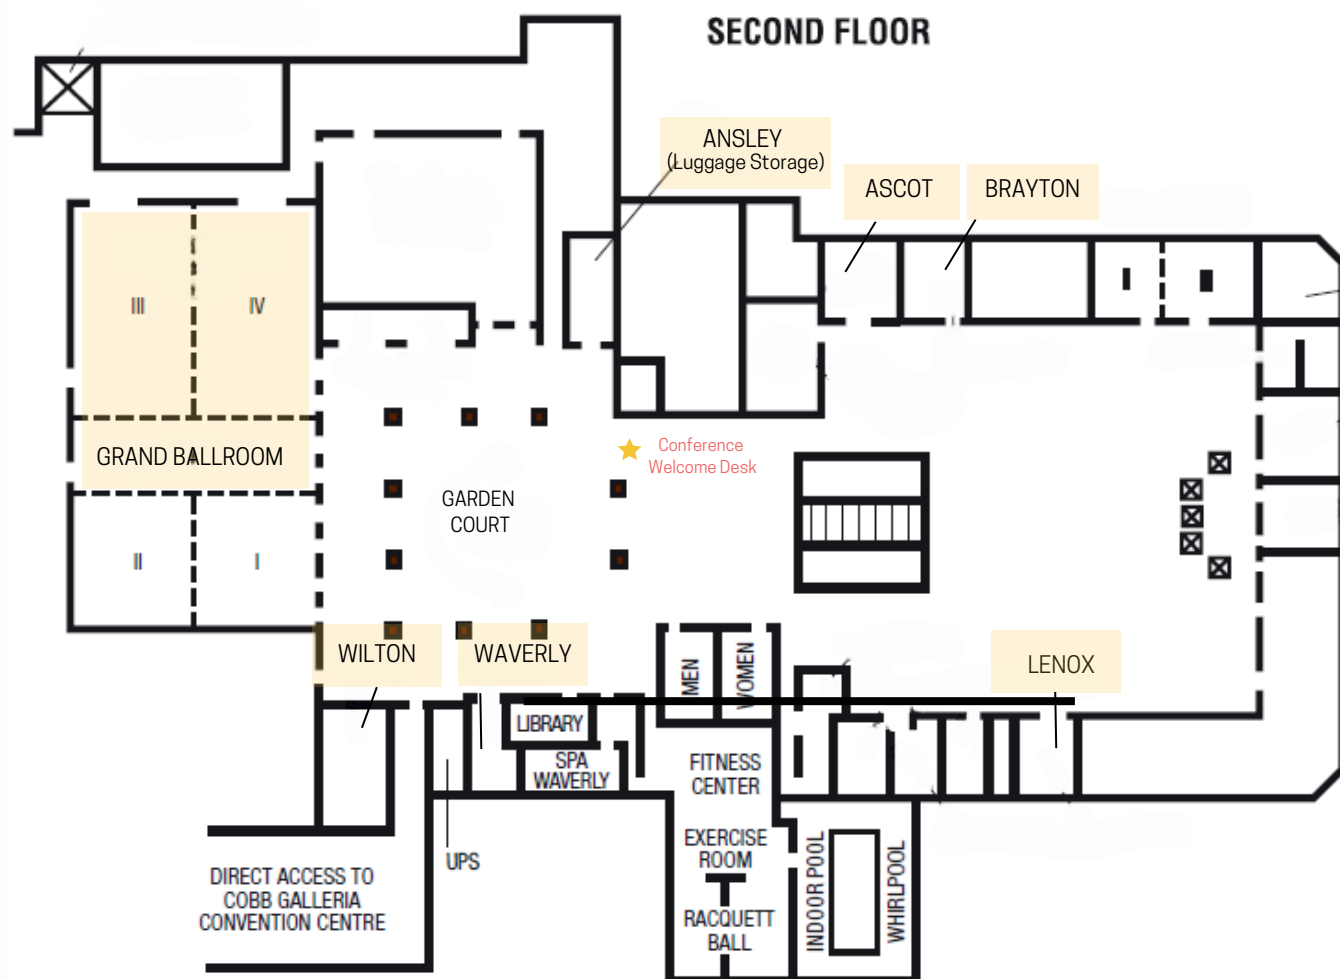 SECOND FLOOR
ANSLEY
(Luggage Storage)
ASCOT
BRAYTON
III
IV
GRAND BALLROOM
Conference
Welcome Desk
GARDEN
COURT
II
I
WILTON
WAVERLY
MEN
WOMEN
LENOX
LIBRARY
SPA
WAVERLY
FITNESS
CENTER
UPS
EXERCISE
ROOM
RACQUETT
BALL
INDOOR POOL
WHIRLPOOL
DIRECT ACCESS TO
COBB GALLERIA
CONVENTION CENTRE